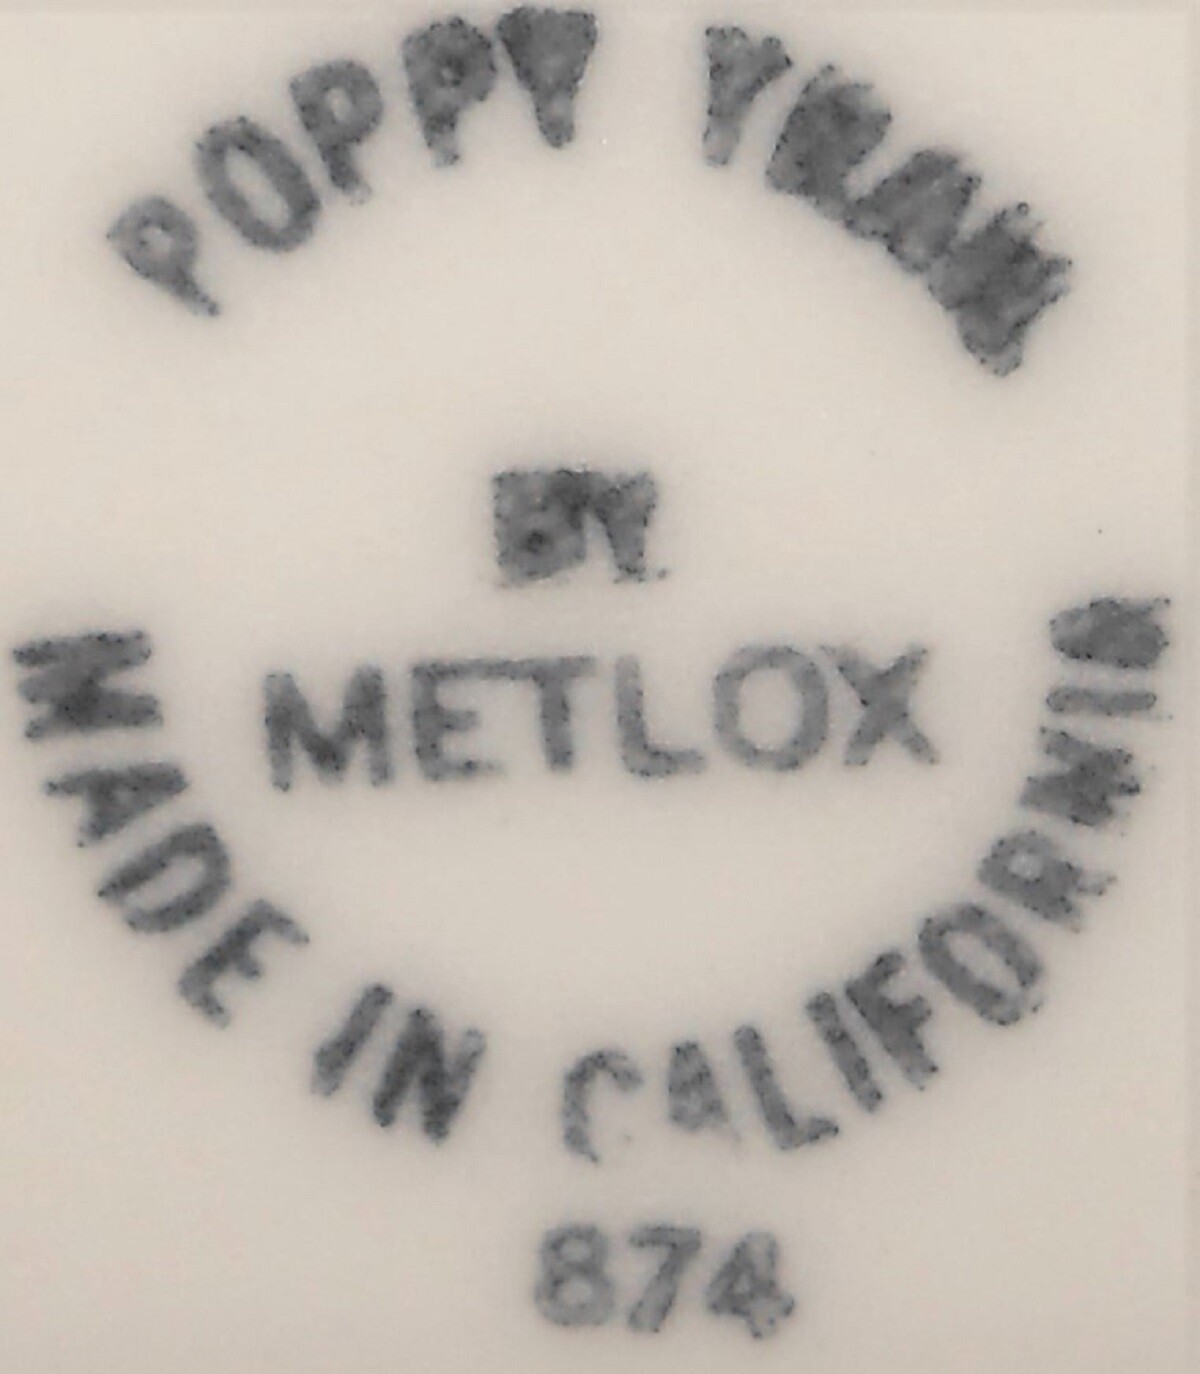 POPPY TRAIL
BY
METLOX
MADE IN CALIFORNIA
874